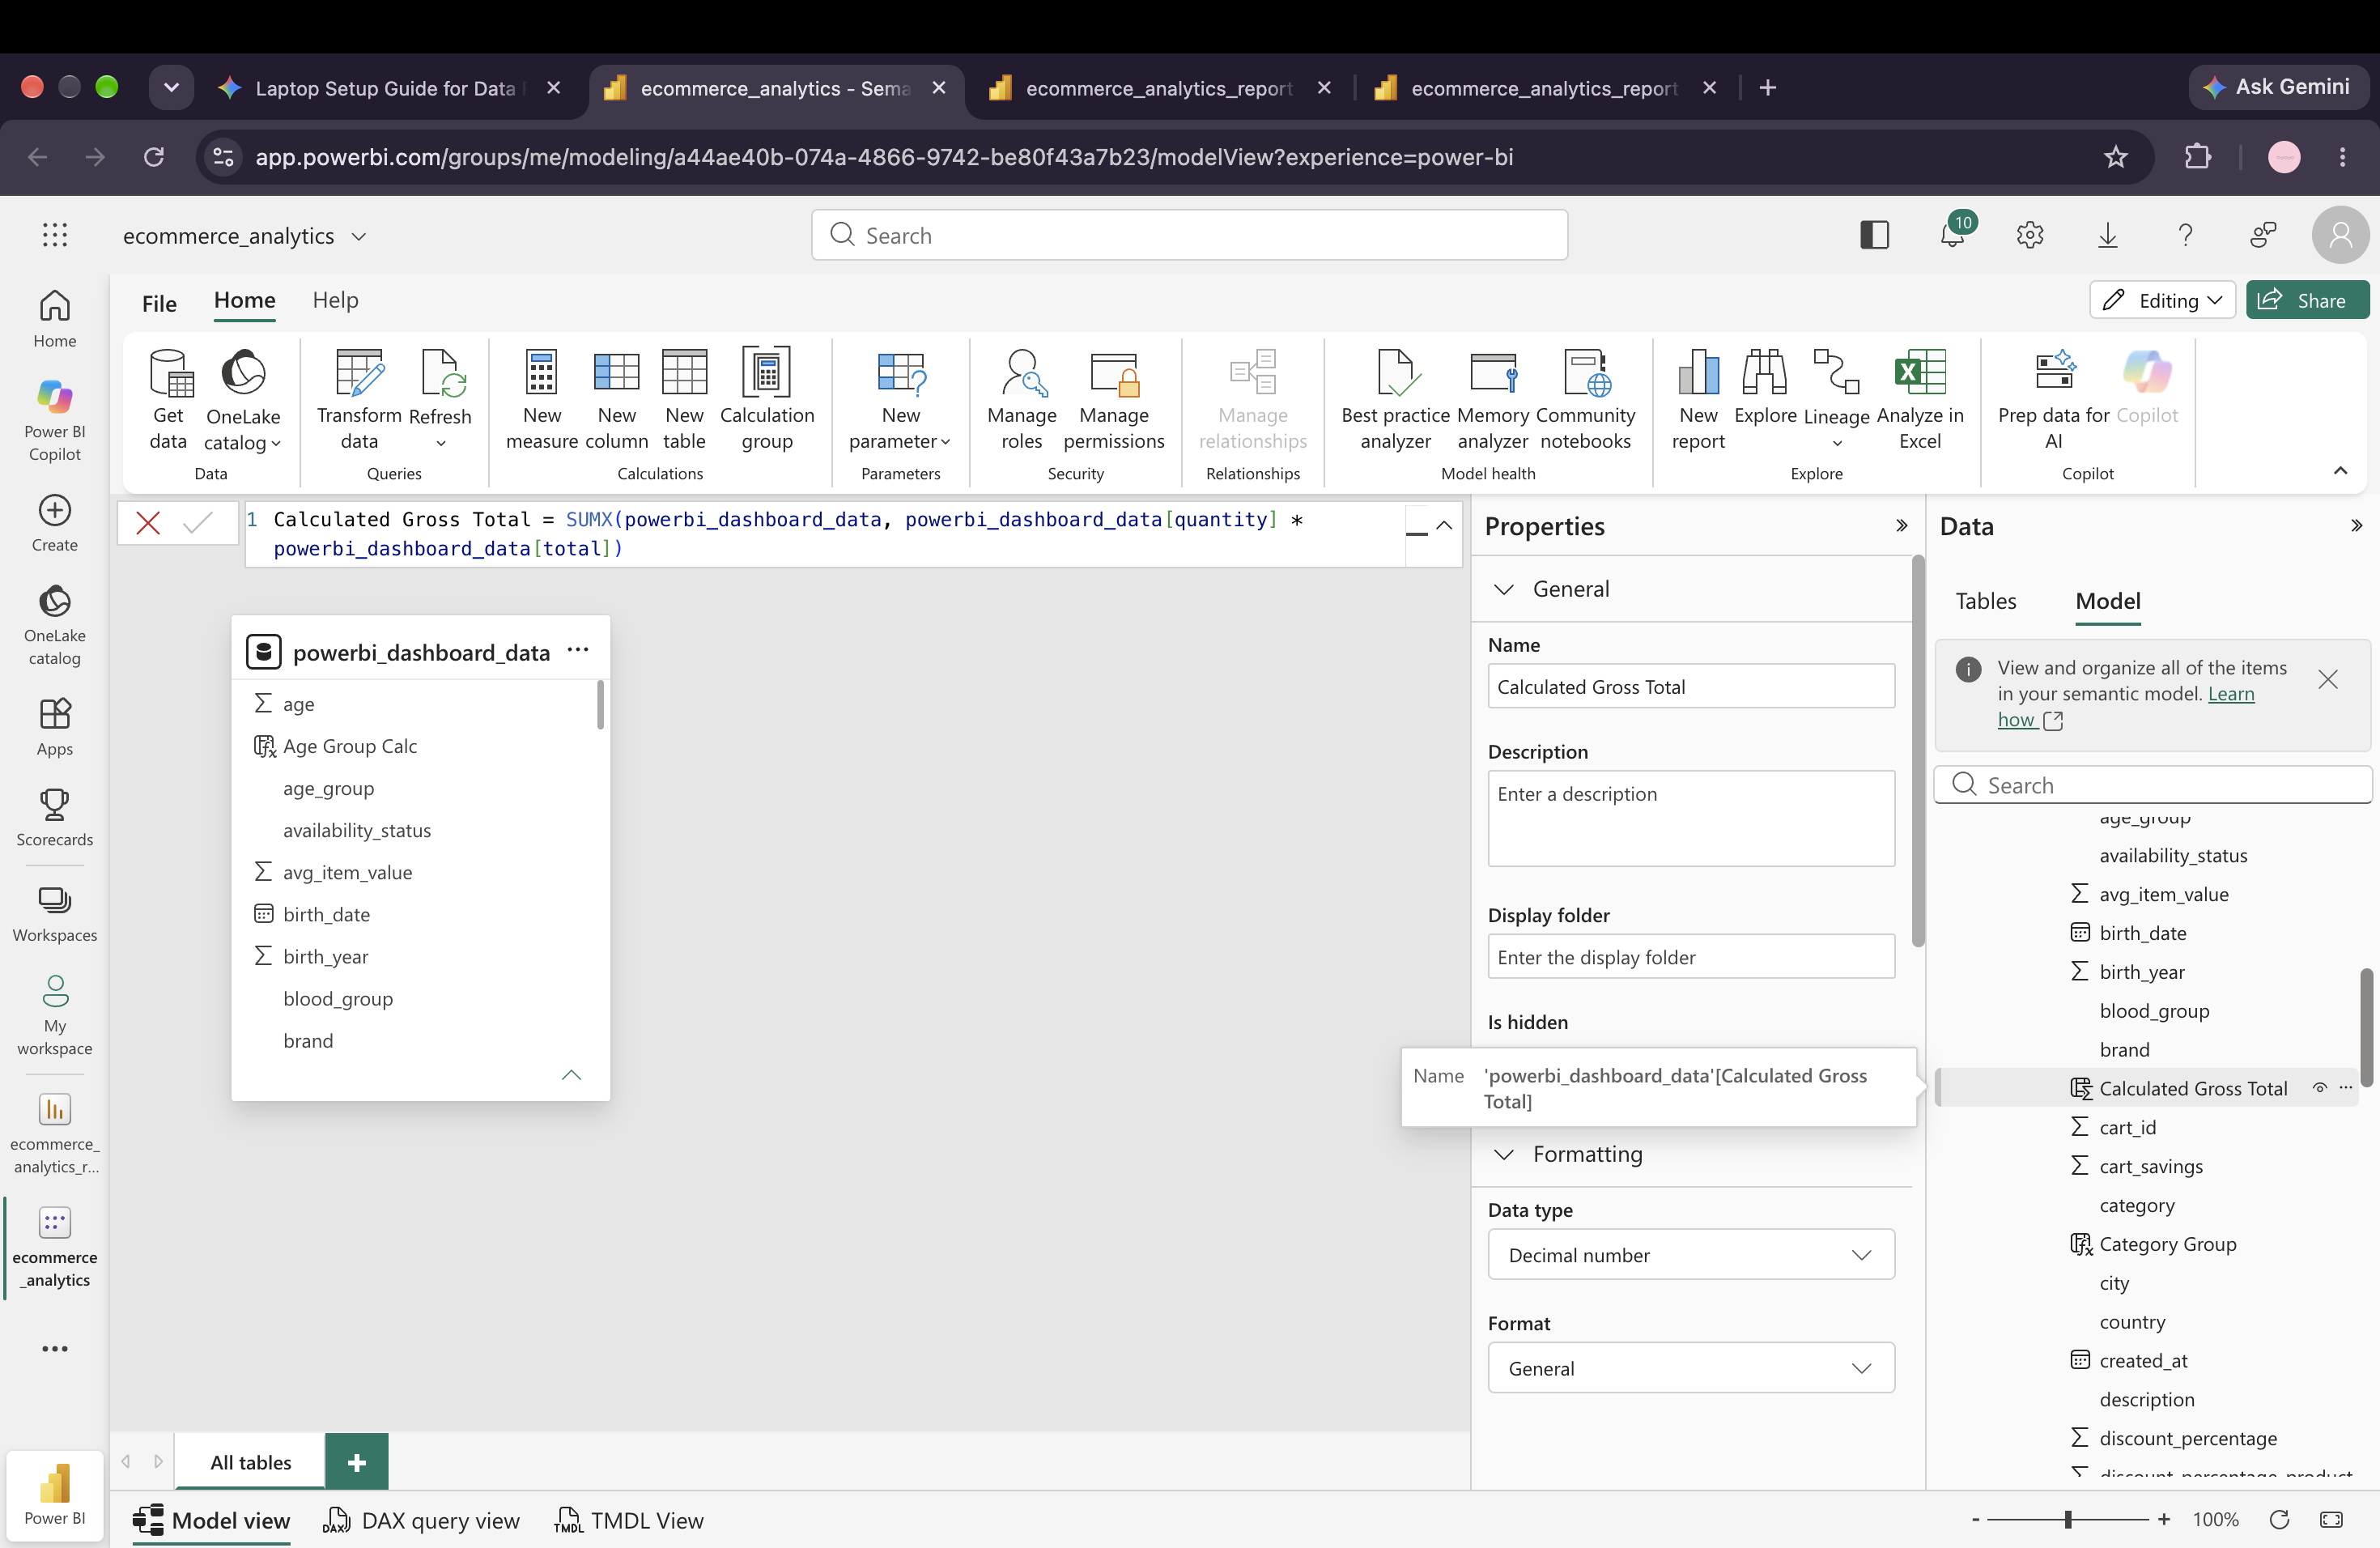 Laptop Setup Guide for Data
ecommerce_analytics - Sema
ecommerce_analytics_report
ecommerce_analytics_report
Ask Gemini
app.powerbi.com/groups/me/modeling/a44ae40b-074a-4866-9742-be80f43a7b23/modelView?experience=power-bi
ecommerce_analytics
Search
10
File
Home
Help
Editing
Share
Get data
OneLake catalog
Data
Transform data
Refresh
Queries
New measure
New column
New table
Calculation group
Calculations
New parameter
Parameters
Manage roles
Manage permissions
Security
Manage relationships
Relationships
Best practice analyzer
Memory analyzer
Community notebooks
Model health
New report
Explore
Lineage
Analyze in Excel
Explore
Prep data for AI
Copilot
Copilot
Home
Power BI
Copilot
Create
OneLake
catalog
Apps
Scorecards
Workspaces
My
workspace
ecommerce_
analytics_r...
ecommerce
_analytics
Power BI
1 Calculated Gross Total = SUMX(powerbi_dashboard_data, powerbi_dashboard_data[quantity] *
powerbi_dashboard_data[total])
powerbi_dashboard_data
age
Age Group Calc
age_group
availability_status
avg_item_value
birth_date
birth_year
blood_group
brand
Properties
General
Name
Calculated Gross Total
Description
Enter a description
Display folder
Enter the display folder
Is hidden
Name 'powerbi_dashboard_data'[Calculated Gross
Total]
Formatting
Data type
Decimal number
Format
General
Data
Tables
Model
View and organize all of the items
in your semantic model. Learn
how
Search
age_group
availability_status
avg_item_value
birth_date
birth_year
blood_group
brand
Calculated Gross Total
cart_id
cart_savings
category
Category Group
city
country
created_at
description
discount_percentage
discount_percentage_product
All tables
Model view
DAX
DAX query view
TMDL
TMDL View
100%